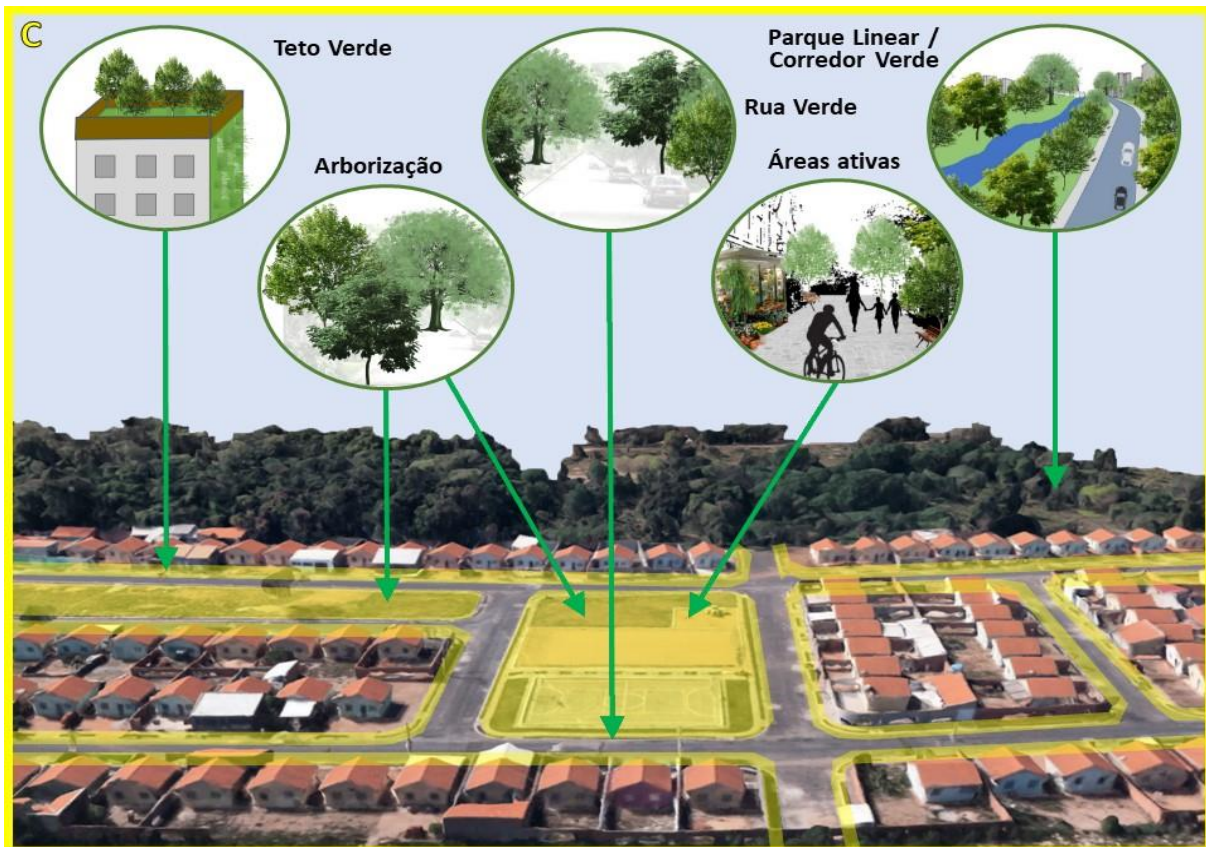 C
Teto Verde
Arborização
Rua Verde
Parque Linear /
Corredor Verde
Áreas ativas